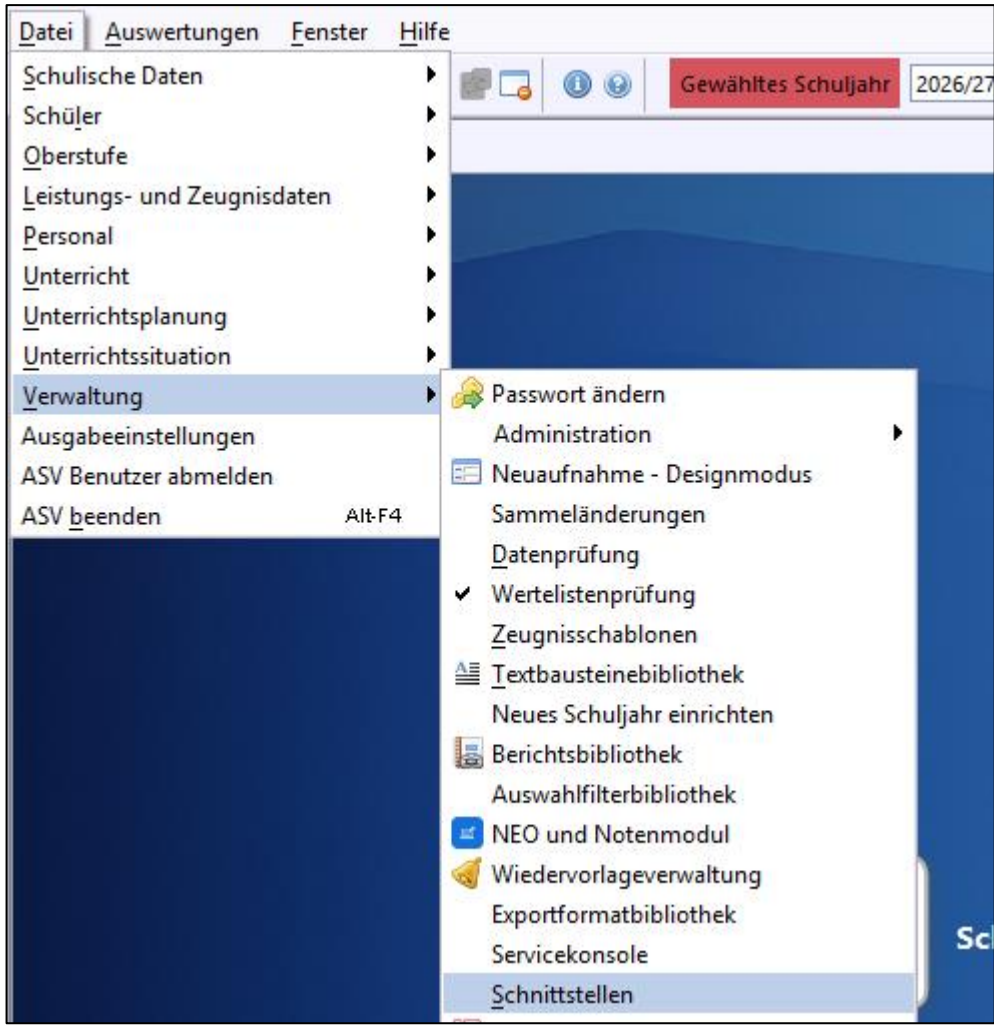 Datei Auswertungen Fenster Hilfe
Gewähltes Schuljahr 2026/27
Schulische Daten
Schüler
Oberstufe
Leistungs- und Zeugnisdaten
Personal
Unterricht
Unterrichtsplanung
Unterrichtssituation
Verwaltung
Ausgabeeinstellungen
ASV Benutzer abmelden
ASV beenden Alt-F4
Passwort ändern
Administration
Neuaufnahme - Designmodus
Sammeländerungen
Datenprüfung
Wertelistenprüfung
Zeugnisschablonen
Textbausteinebibliothek
Neues Schuljahr einrichten
Berichtsbibliothek
Auswahlfilterbibliothek
NEO und Notenmodul
Wiedervorlageverwaltung
Exportformatbibliothek
Servicekonsole
Schnittstellen